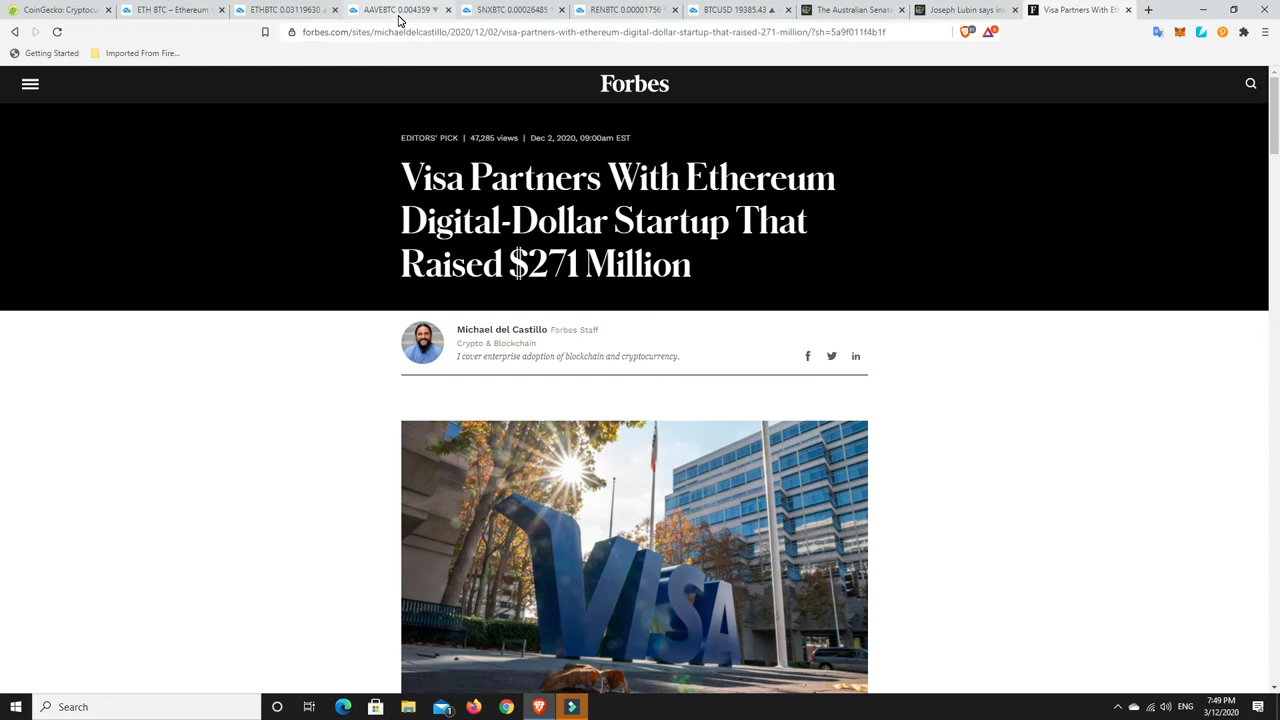 CoinGecko Cryptocurrency
ETH BTC – Ethereum
ETHBTC 0.03119630 ▲
AAVEBTC 0.004359 ▼
SNXBTC 0.00026485
RENBTC 0.00001756
BTCUSD 19385.43 ▲
The Australian Senate
Joseph Lubin says in
Visa Partners With Et
forbes.com/sites/michaeldelcastillo/2020/12/02/visa-partners-with-ethereum-digital-dollar-startup-that-raised-271-million/?sh=5a9f011f4b1f
Getting Started
Imported From Fire...
Forbes
EDITORS' PICK | 47,285 views | Dec 2, 2020, 09:00am EST
Visa Partners With Ethereum
Digital-Dollar Startup That
Raised $271 Million
Michael del Castillo Forbes Staff
Crypto & Blockchain
I cover enterprise adoption of blockchain and cryptocurrency.
VISA
Search
ENG
7:49 PM
3/12/2020